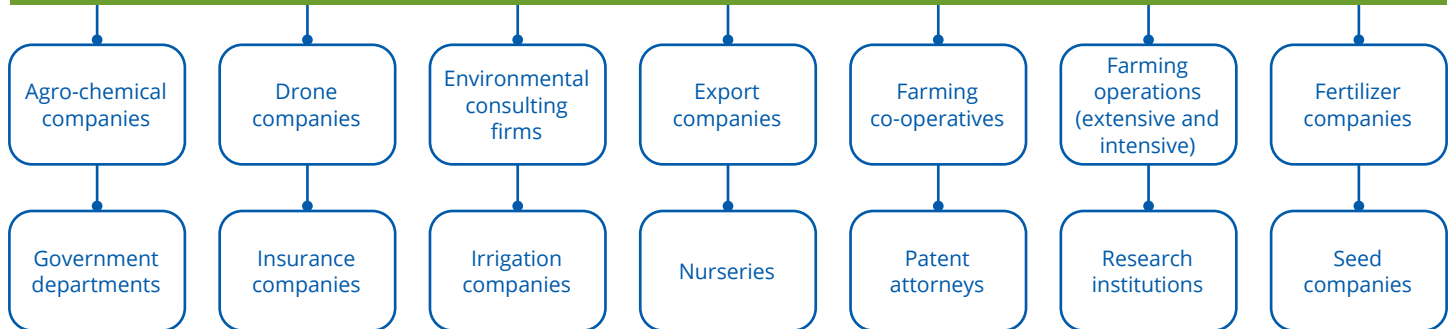 Agro-chemical
companies
Drone
companies
Environmental
consulting
firms
Export
companies
Farming
co-operatives
Farming
operations
(extensive and
intensive)
Fertilizer
companies
Government
departments
Insurance
companies
Irrigation
companies
Nurseries
Patent
attorneys
Research
institutions
Seed
companies